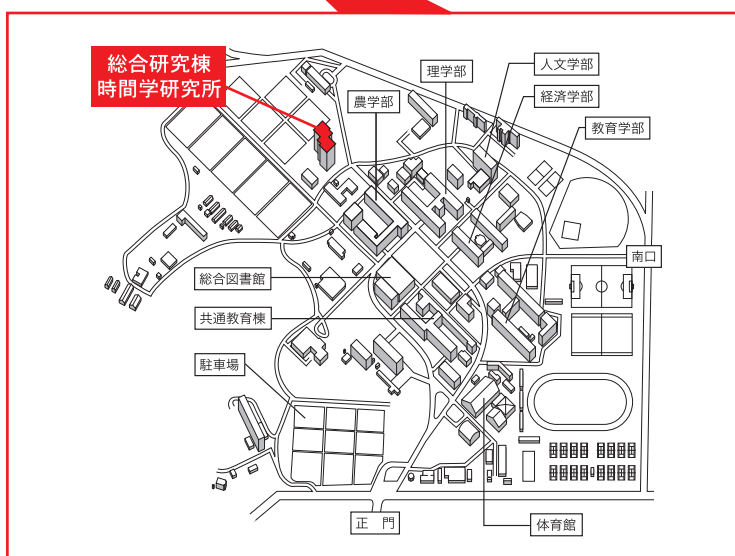 総合研究棟
時間学研究所
人文学部
理学部
経済学部
農学部
教育学部
南口
総合図書館
共通教育棟
駐車場
正 門
体育館